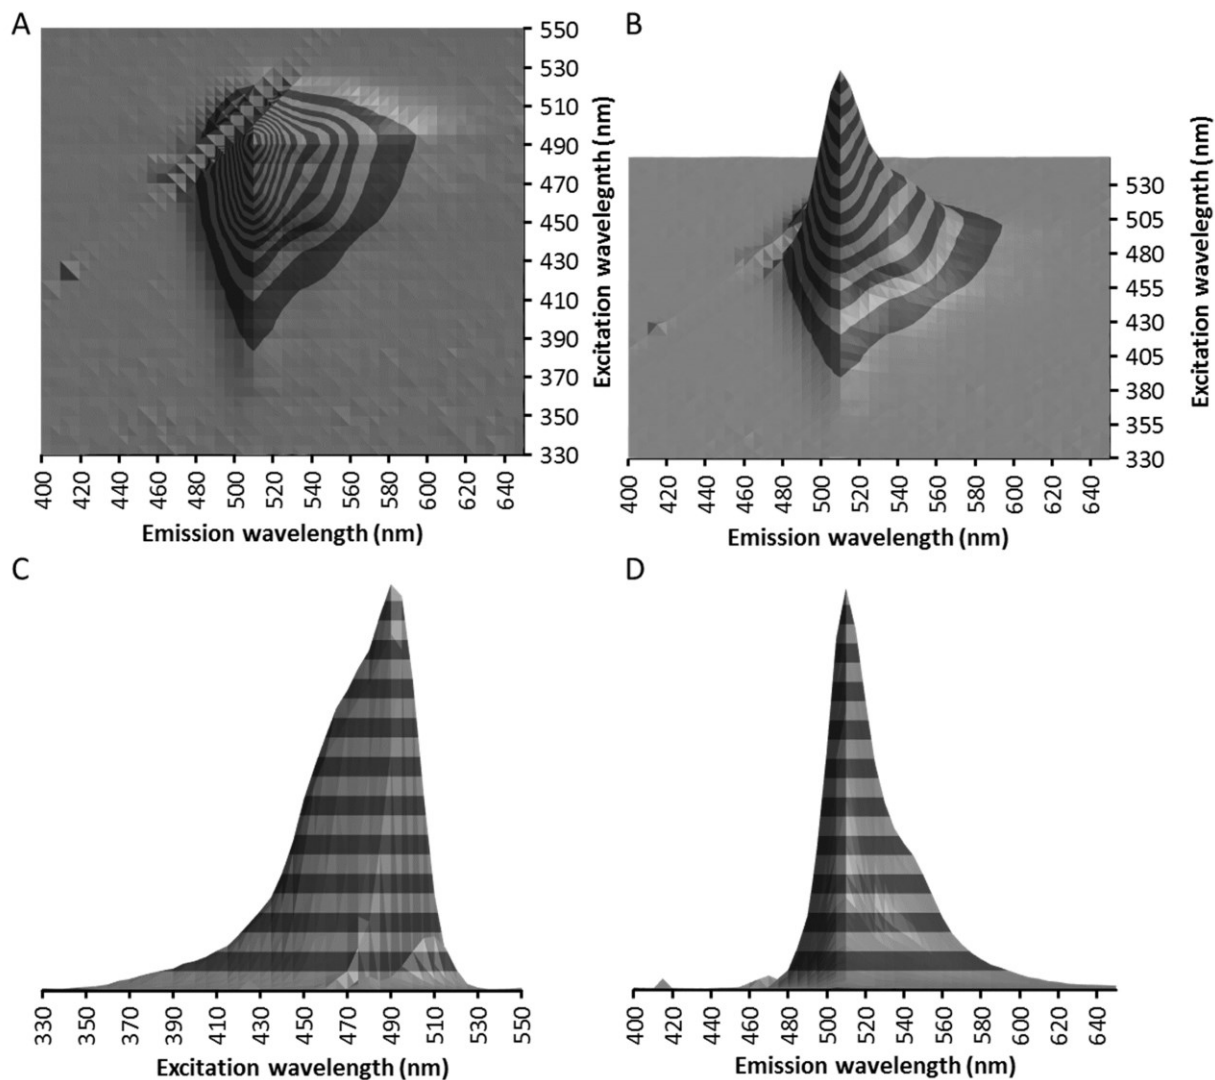 A
550
530
510
490
470
450
430
410
390
370
350
330
Excitation wavelegnth (nm)
400 420 440 460 480 500 520 540 560 580 600 620 640
Emission wavelength (nm)
B
530
505
480
455
430
405
380
355
330
Excitation wavelegnth (nm)
400 420 440 460 480 500 520 540 560 580 600 620 640
Emission wavelength (nm)
C
330 350 370 390 410 430 450 470 490 510 530 550
Excitation wavelength (nm)
D
400 420 440 460 480 500 520 540 560 580 600 620 640
Emission wavelength (nm)